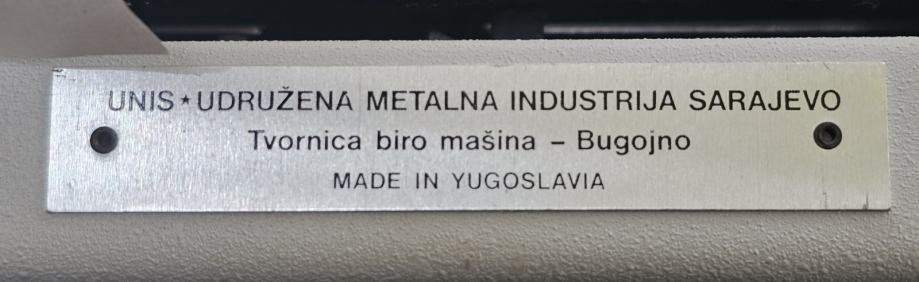 UNIS★UDRUŽENA METALNA INDUSTRIJA SARAJEVO
Tvornica biro mašina – Bugojno
MADE IN YUGOSLAVIA